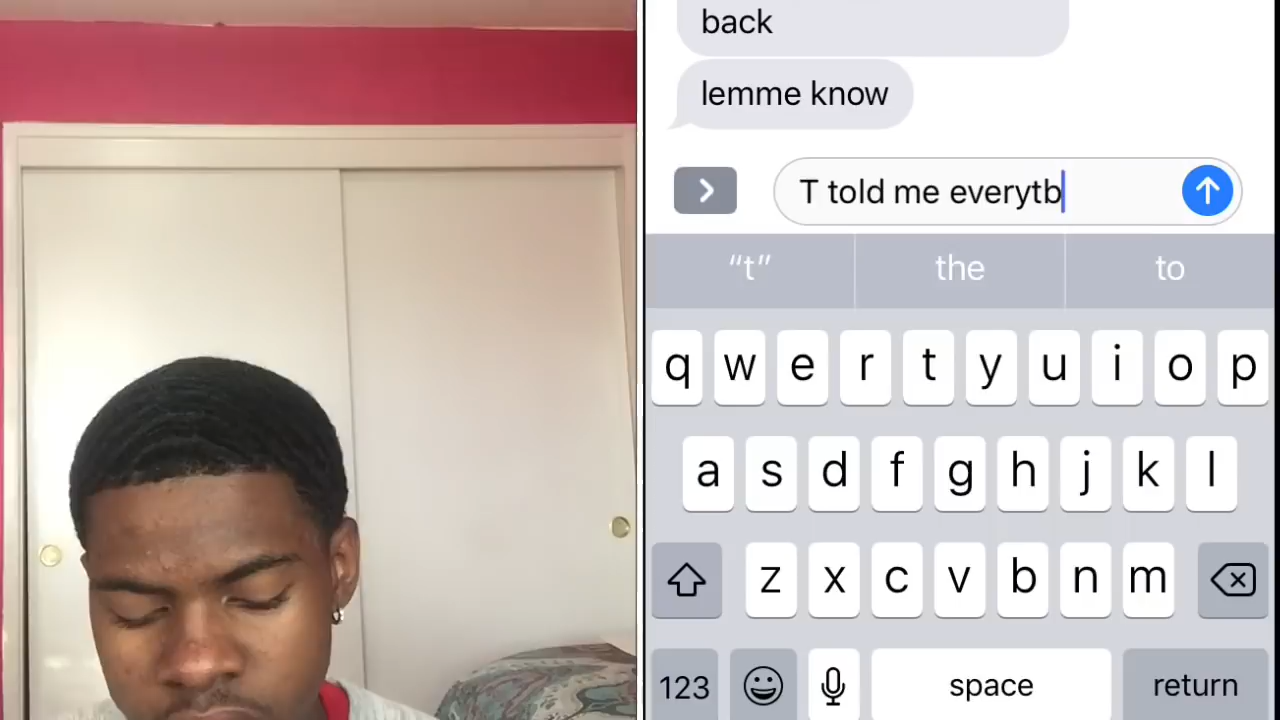 back
lemme know
T told me everytb
“t” the to
q w e r t y u i o p
a s d f g h j k l
z x c v b n m
123 space return